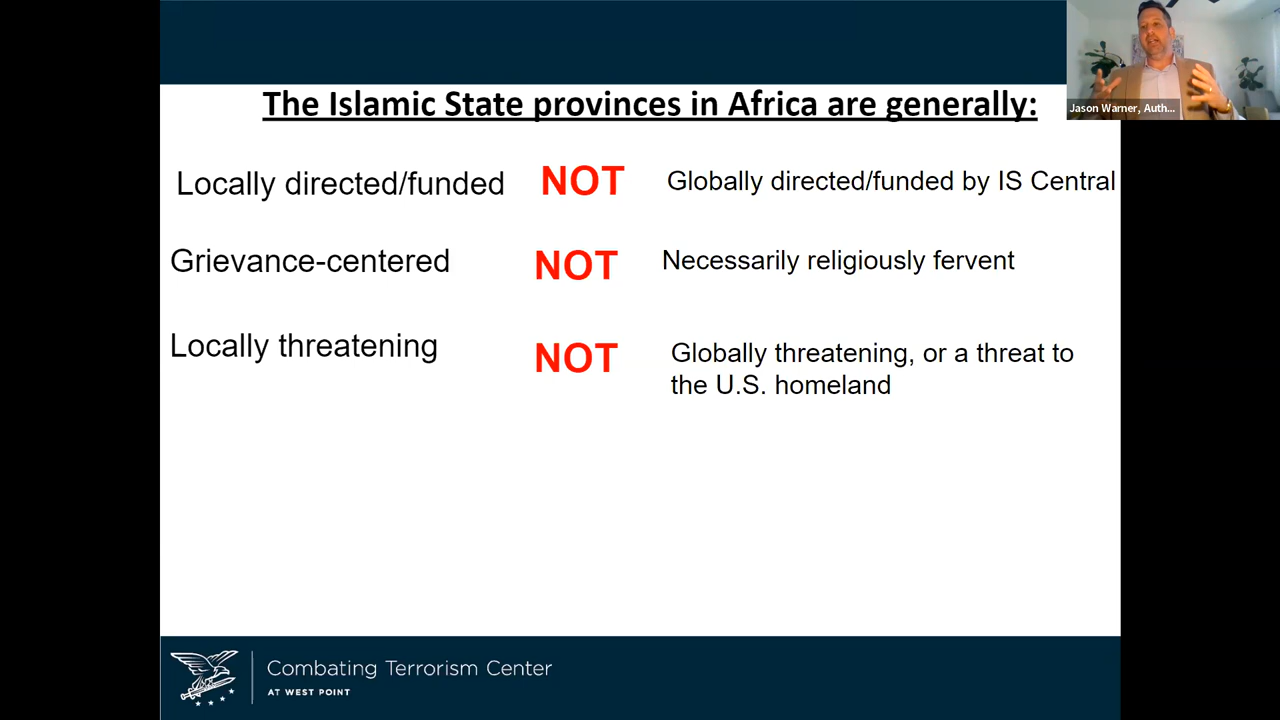 The Islamic State provinces in Africa are generally:
Jason Warner, Auth...
Locally directed/funded NOT Globally directed/funded by IS Central
Grievance-centered NOT Necessarily religiously fervent
Locally threatening NOT Globally threatening, or a threat to
the U.S. homeland
Combating Terrorism Center
AT WEST POINT